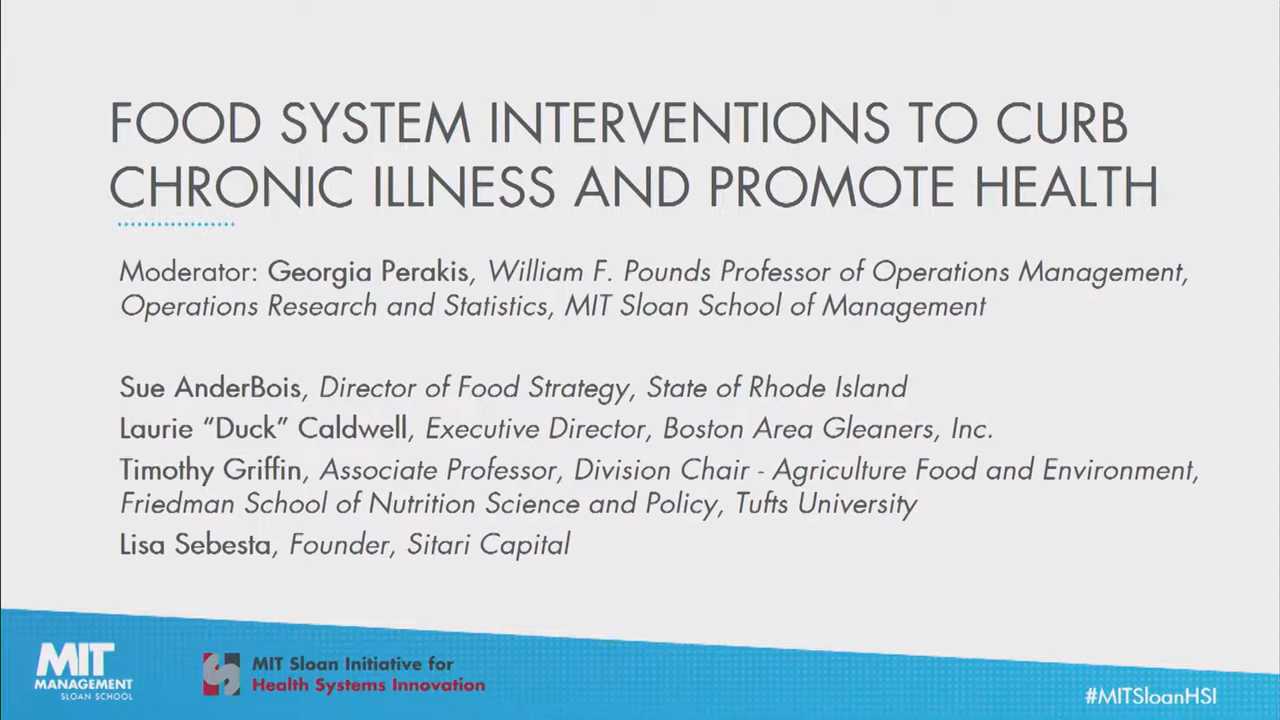 FOOD SYSTEM INTERVENTIONS TO CURB
CHRONIC ILLNESS AND PROMOTE HEALTH
Moderator: Georgia Perakis, William F. Pounds Professor of Operations Management,
Operations Research and Statistics, MIT Sloan School of Management
Sue AnderBois, Director of Food Strategy, State of Rhode Island
Laurie “Duck” Caldwell, Executive Director, Boston Area Gleaners, Inc.
Timothy Griffin, Associate Professor, Division Chair - Agriculture Food and Environment,
Friedman School of Nutrition Science and Policy, Tufts University
Lisa Sebesta, Founder, Sitari Capital
MIT
MANAGEMENT
SLOAN SCHOOL
MIT Sloan Initiative for
Health Systems Innovation
#MITSloanHSI